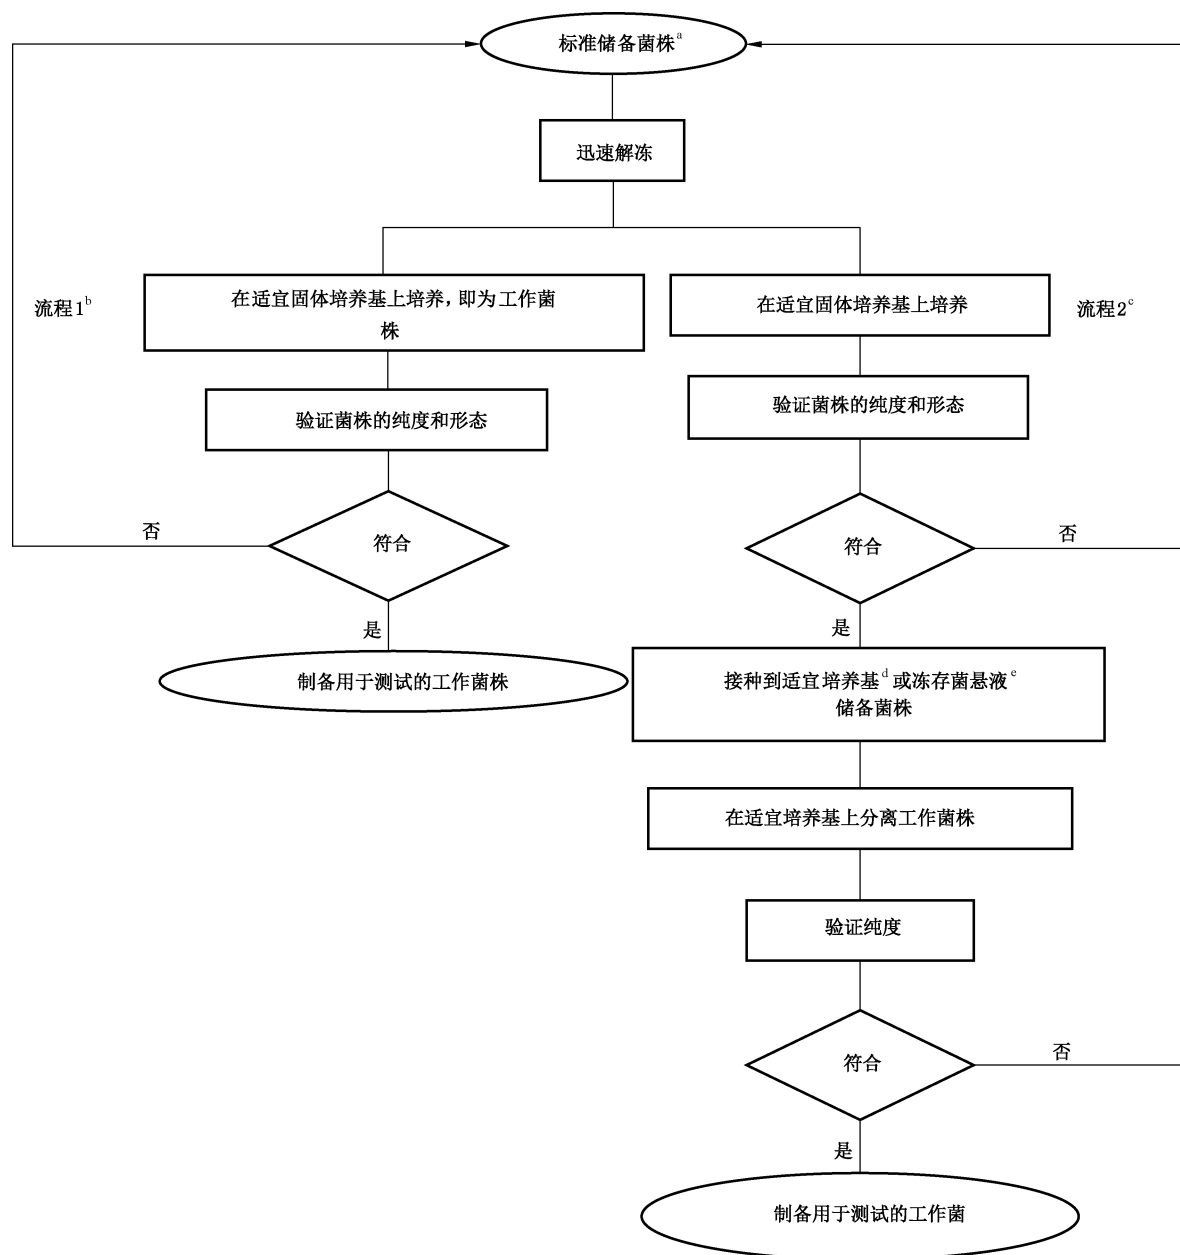 标准储备菌株a
迅速解冻
流程1b
在适宜固体培养基上培养，即为工作菌
株
验证菌株的纯度和形态
符合
否
是
制备用于测试的工作菌株
在适宜固体培养基上培养
流程2c
验证菌株的纯度和形态
符合
否
是
接种到适宜培养基d或冻存菌悬液e
储备菌株
在适宜培养基上分离工作菌株
验证纯度
符合
否
是
制备用于测试的工作菌